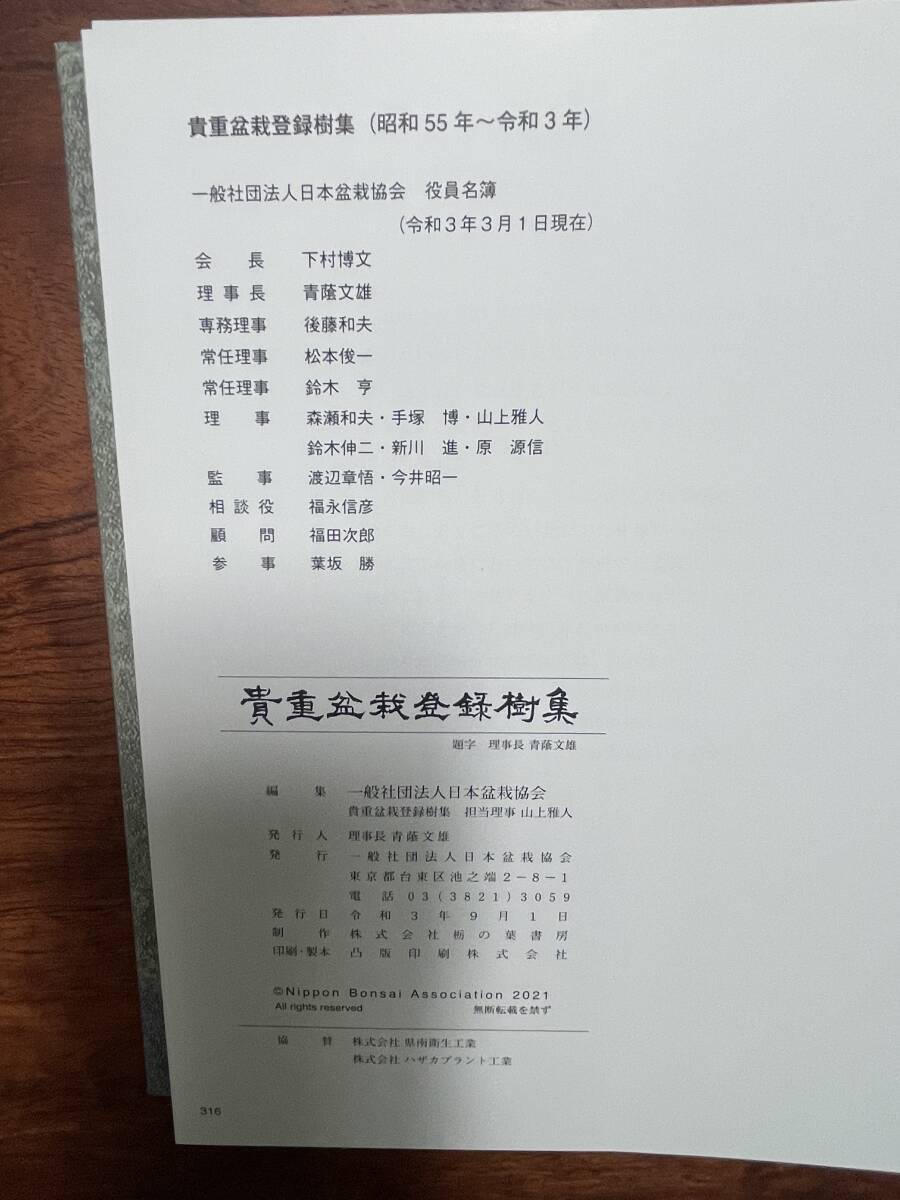 貴重盆栽登録樹集（昭和55年～令和3年）
一般社団法人日本盆栽協会　役員名簿
（令和3年3月1日現在）
会　長　下村博文
理事長　青蔭文雄
専務理事　後藤和夫
常任理事　松本俊一
常任理事　鈴木　亨
理　事　森瀬和夫・手塚　博・山上雅人
鈴木伸二・新川　進・原　源信
監　事　渡辺章悟・今井昭一
相談役　福永信彦
顧　問　福田次郎
参　事　葉坂　勝
貴重盆栽登録樹集
題字　理事長 青蔭文雄
編　集　一般社団法人日本盆栽協会
貴重盆栽登録樹集　担当理事 山上雅人
発行人　理事長 青蔭文雄
発　行　一般社団法人日本盆栽協会
東京都台東区池之端2－8－1
電　話　03(3821)3059
発行日　令和3年9月1日
制　作　株式会社栃の葉書房
印刷・製本　凸版印刷株式会社
©Nippon Bonsai Association 2021
All rights reserved　無断転載を禁ず
協　賛　株式会社 県南衛生工業
株式会社 ハザカプラント工業
316